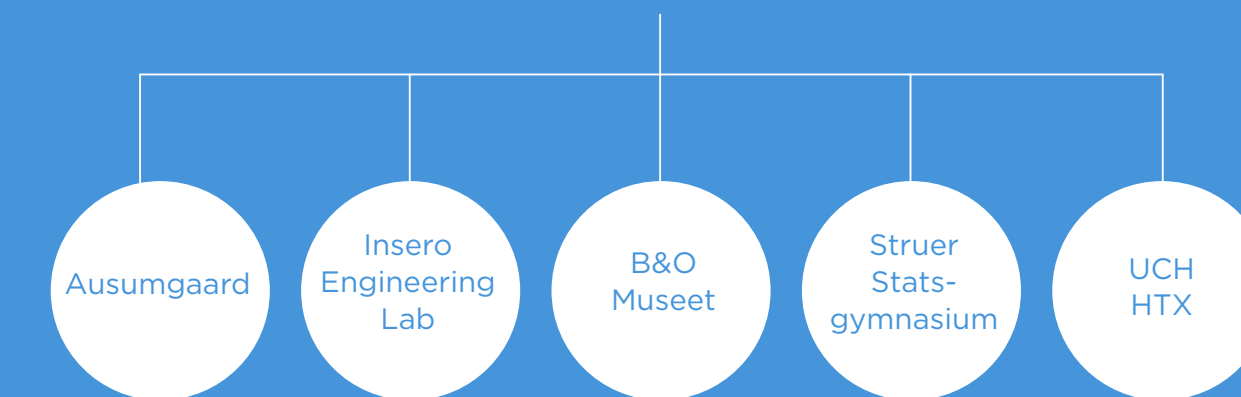 Ausumgaard
Insero
Engineering
Lab
B&O
Museet
Struer
Stats-
gymnasium
UCH
HTX